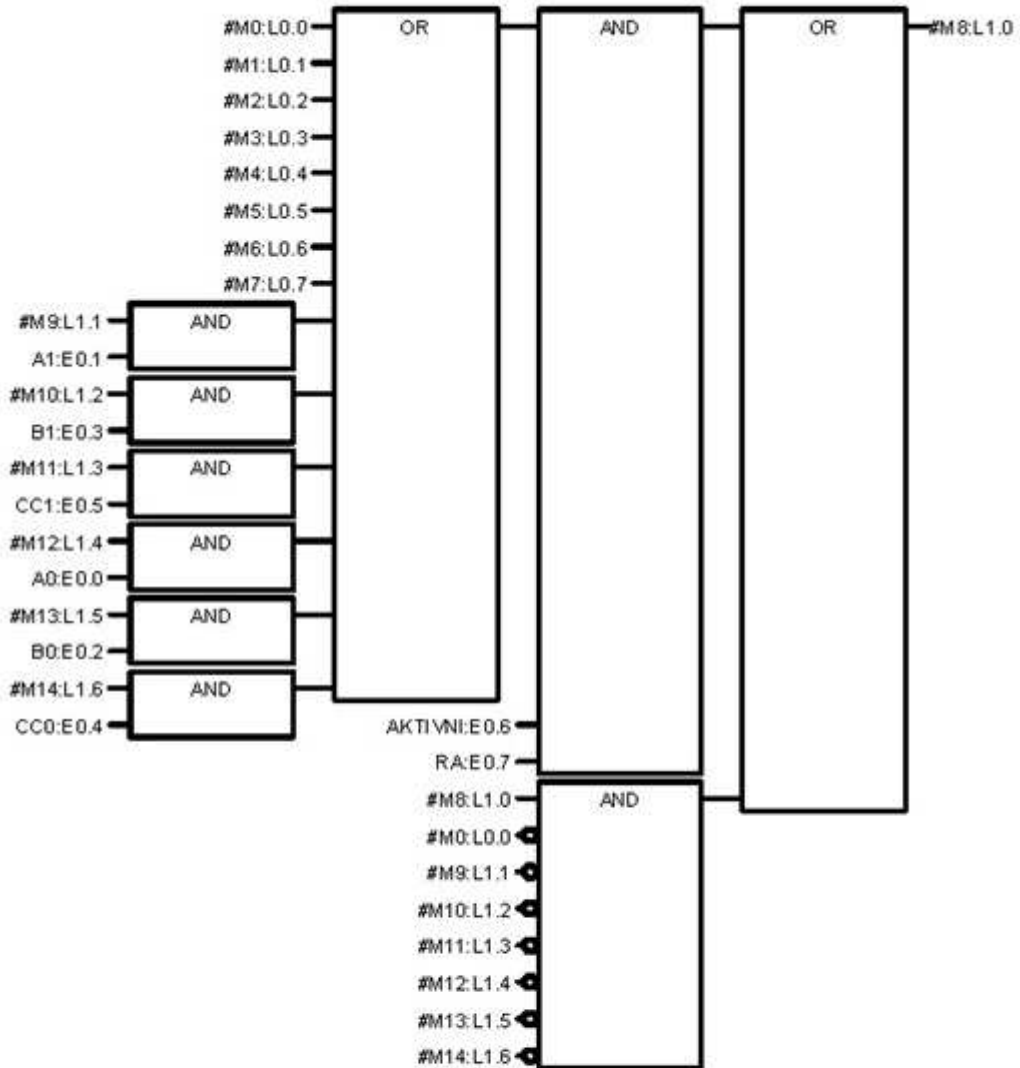 #M0:L0.0 OR AND OR #M8:L1.0
#M1:L0.1
#M2:L0.2
#M3:L0.3
#M4:L0.4
#M5:L0.5
#M6:L0.6
#M7:L0.7
#M9:L1.1 AND
A1:E0.1
#M10:L1.2 AND
B1:E0.3
#M11:L1.3 AND
CC1:E0.5
#M12:L1.4 AND
A0:E0.0
#M13:L1.5 AND
B0:E0.2
#M14:L1.6 AND
CC0:E0.4 AKTIVNI:E0.6
RA:E0.7
#M8:L1.0 AND
#M0:L0.0
#M9:L1.1
#M10:L1.2
#M11:L1.3
#M12:L1.4
#M13:L1.5
#M14:L1.6